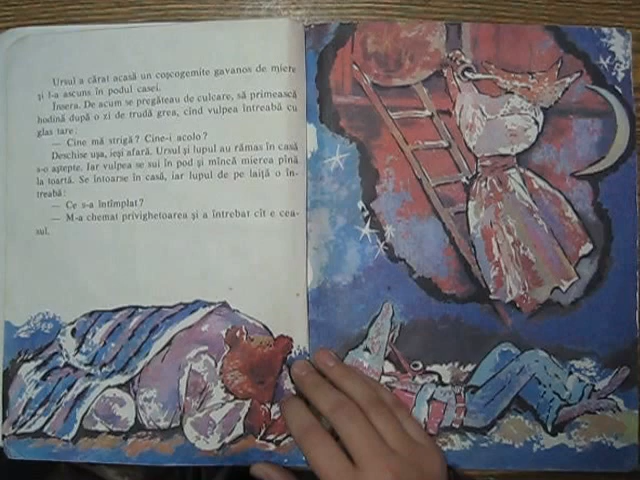 Ursul a cărat acasă un coșcogemite gavanos de miere
și l-a ascuns în podul casei.
Însera. De acum se pregăteau de culcare, să primească
hodină după o zi de trudă grea, cînd vulpea întreabă cu
glas tare:
— Cine mă strigă? Cine-i acolo?
Deschise ușa, ieși afară. Ursul și lupul au rămas în casă
s-o aștepte. Iar vulpea se sui în pod și mîncă mierea pînă
la toartă. Se întoarse în casă, iar lupul de pe laiță o în-
treabă:
— Ce s-a întîmplat?
— M-a chemat privighetoarea și a întrebat cît e cea-
sul.